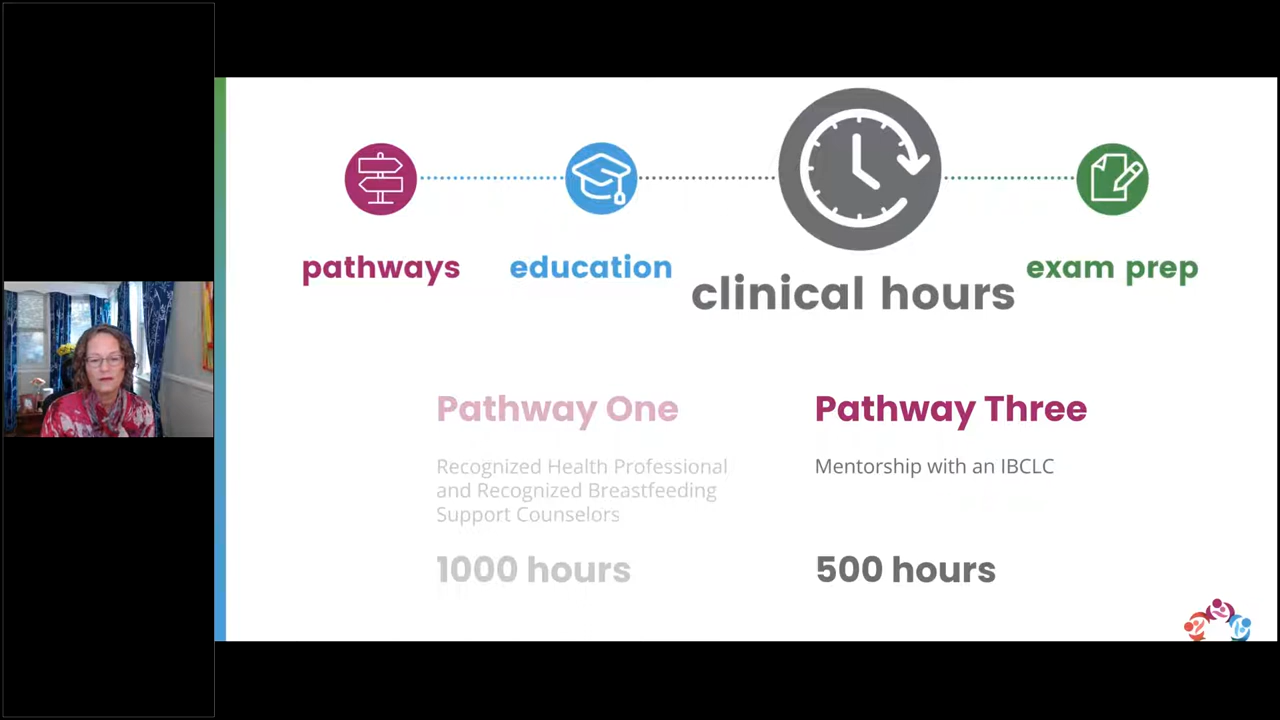 pathways
education
clinical hours
exam prep
Pathway One
Recognized Health Professional
and Recognized Breastfeeding
Support Counselors
1000 hours
Pathway Three
Mentorship with an IBCLC
500 hours